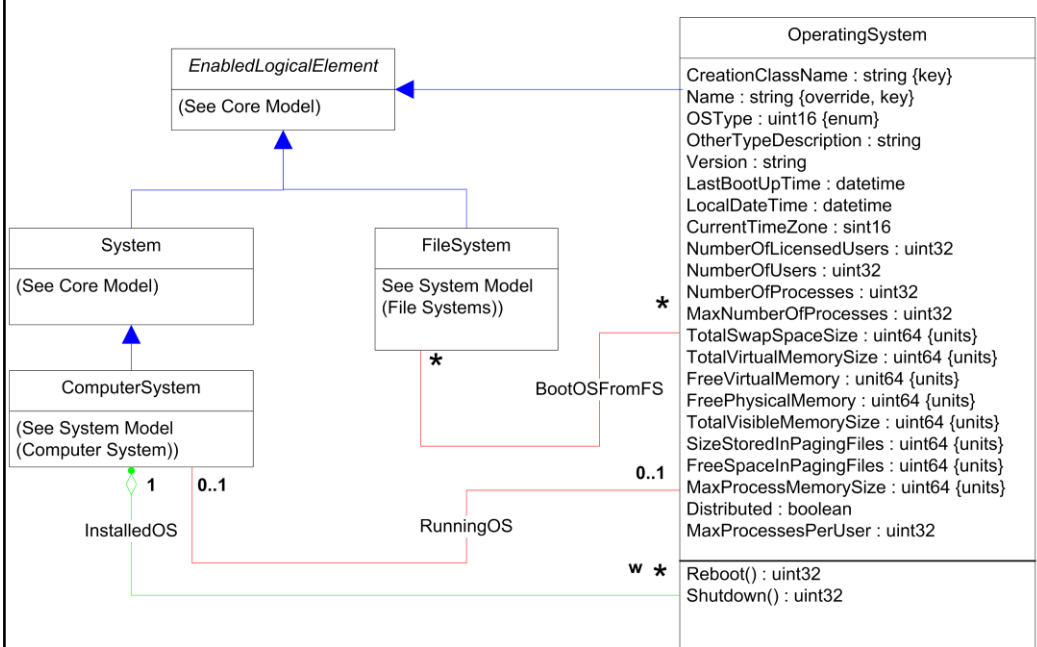 OperatingSystem
CreationClassName : string {key}
Name : string {override, key}
OSType : uint16 {enum}
OtherTypeDescription : string
Version : string
LastBootUpTime : datetime
LocalDateTime : datetime
CurrentTimeZone : sint16
NumberOfLicensedUsers : uint32
NumberOfUsers : uint32
NumberOfProcesses : uint32
MaxNumberOfProcesses : uint32
TotalSwapSpaceSize : uint64 {units}
TotalVirtualMemorySize : uint64 {units}
FreeVirtualMemory : unit64 {units}
FreePhysicalMemory : uint64 {units}
TotalVisibleMemorySize : uint64 {units}
SizeStoredInPagingFiles : uint64 {units}
FreeSpaceInPagingFiles : uint64 {units}
MaxProcessMemorySize : uint64 {units}
Distributed : boolean
MaxProcessesPerUser : uint32
Reboot() : uint32
Shutdown() : uint32
EnabledLogicalElement
(See Core Model)
System
(See Core Model)
FileSystem
See System Model
(File Systems))
*
*
BootOSFromFS
ComputerSystem
(See System Model
(Computer System))
1
0..1
0..1
InstalledOS
RunningOS
w *